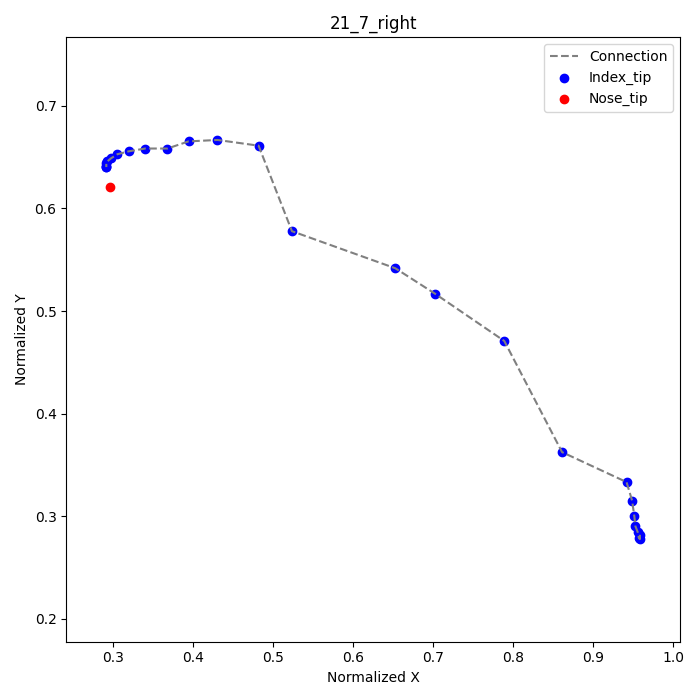 21_7_right
Connection
Index_tip
Nose_tip
0.7
0.6
0.5
0.4
0.3
0.2
Normalized Y
0.3 0.4 0.5 0.6 0.7 0.8 0.9 1.0
Normalized X